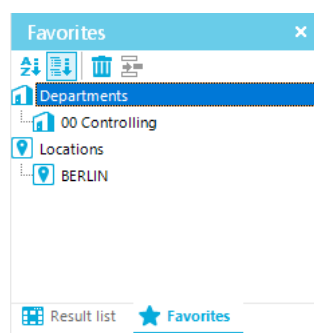 Favorites
Departments
00 Controlling
Locations
BERLIN
Result list
Favorites